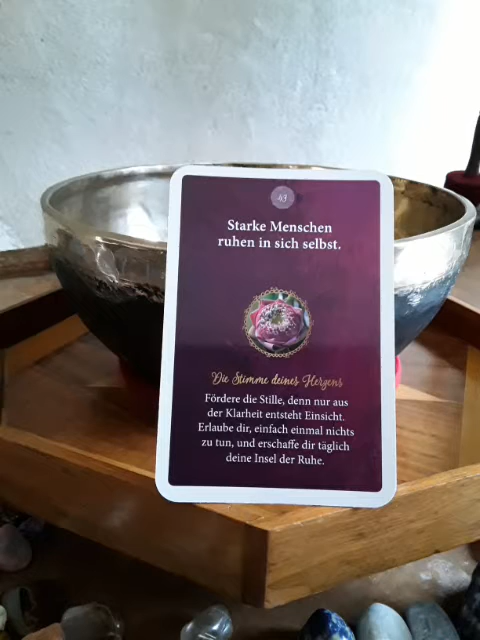 43
Starke Menschen
ruhen in sich selbst.
Die Stimme deines Herzens
Fördere die Stille, denn nur aus
der Klarheit entsteht Einsicht.
Erlaube dir, einfach einmal nichts
zu tun, und erschaffe dir täglich
deine Insel der Ruhe.